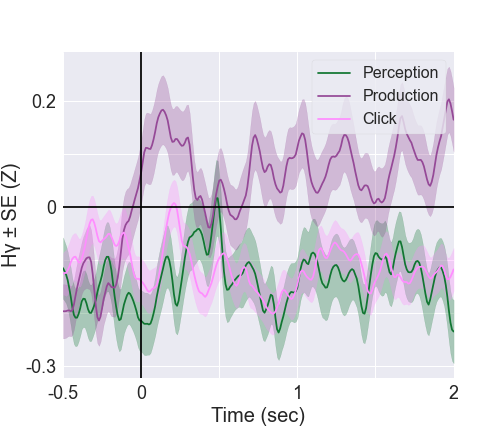 Perception
Production
Click
0.2
0
-0.3
Hγ ± SE (Z)
-0.5
0
1
2
Time (sec)